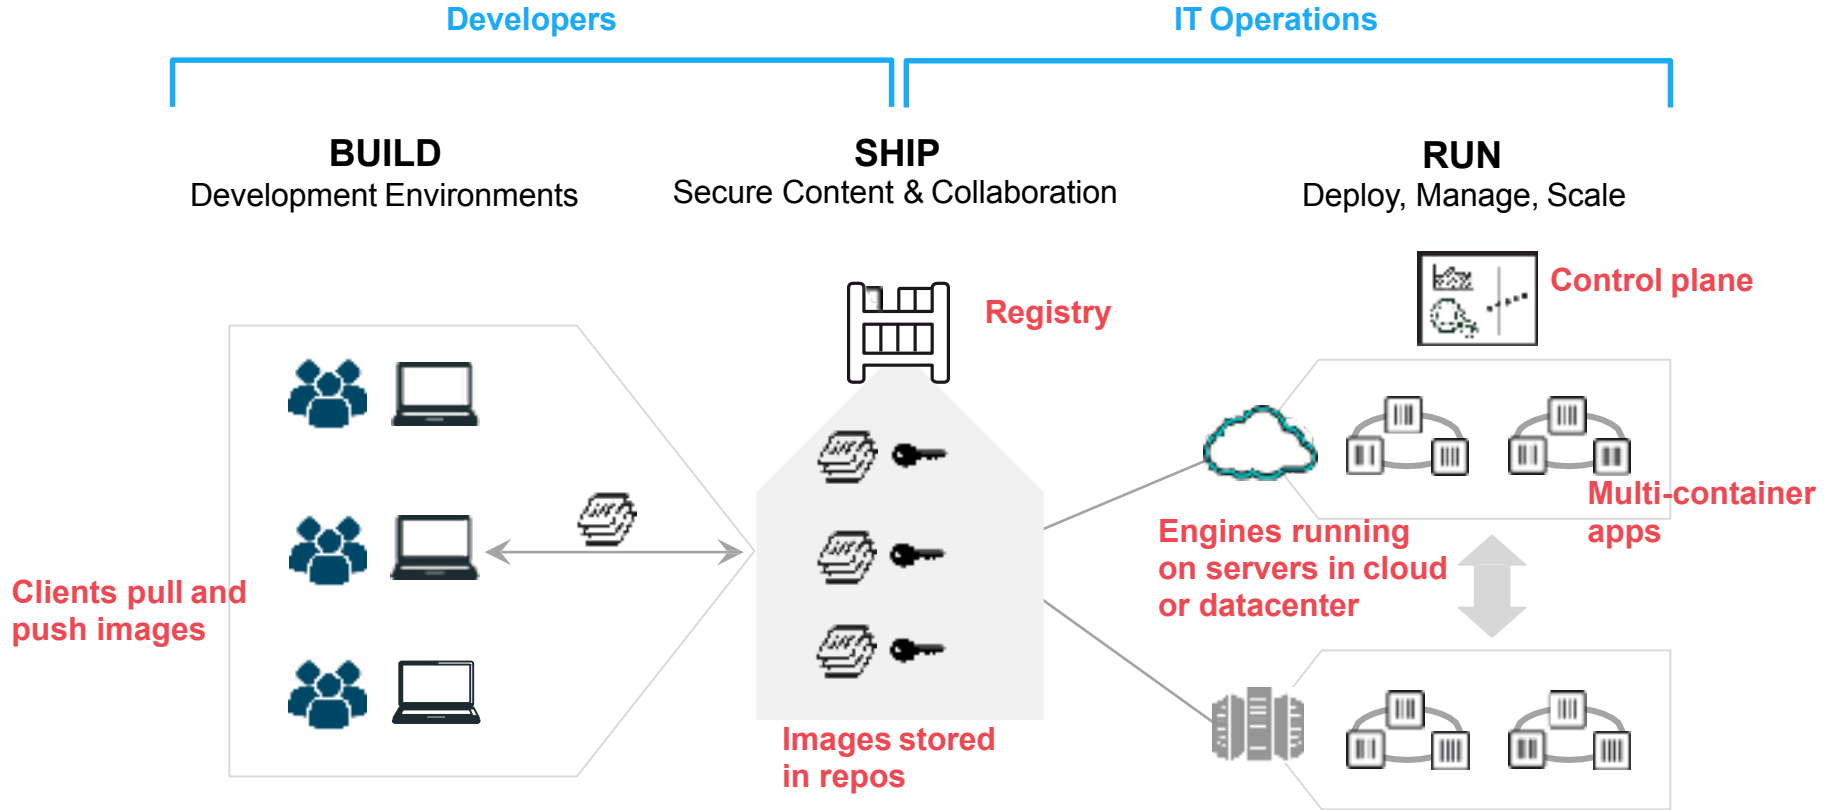 Developers
IT Operations
BUILD
Development Environments
SHIP
Secure Content & Collaboration
RUN
Deploy, Manage, Scale
Registry
Control plane
Clients pull and
push images
Images stored
in repos
Engines running
on servers in cloud
or datacenter
Multi-container
apps